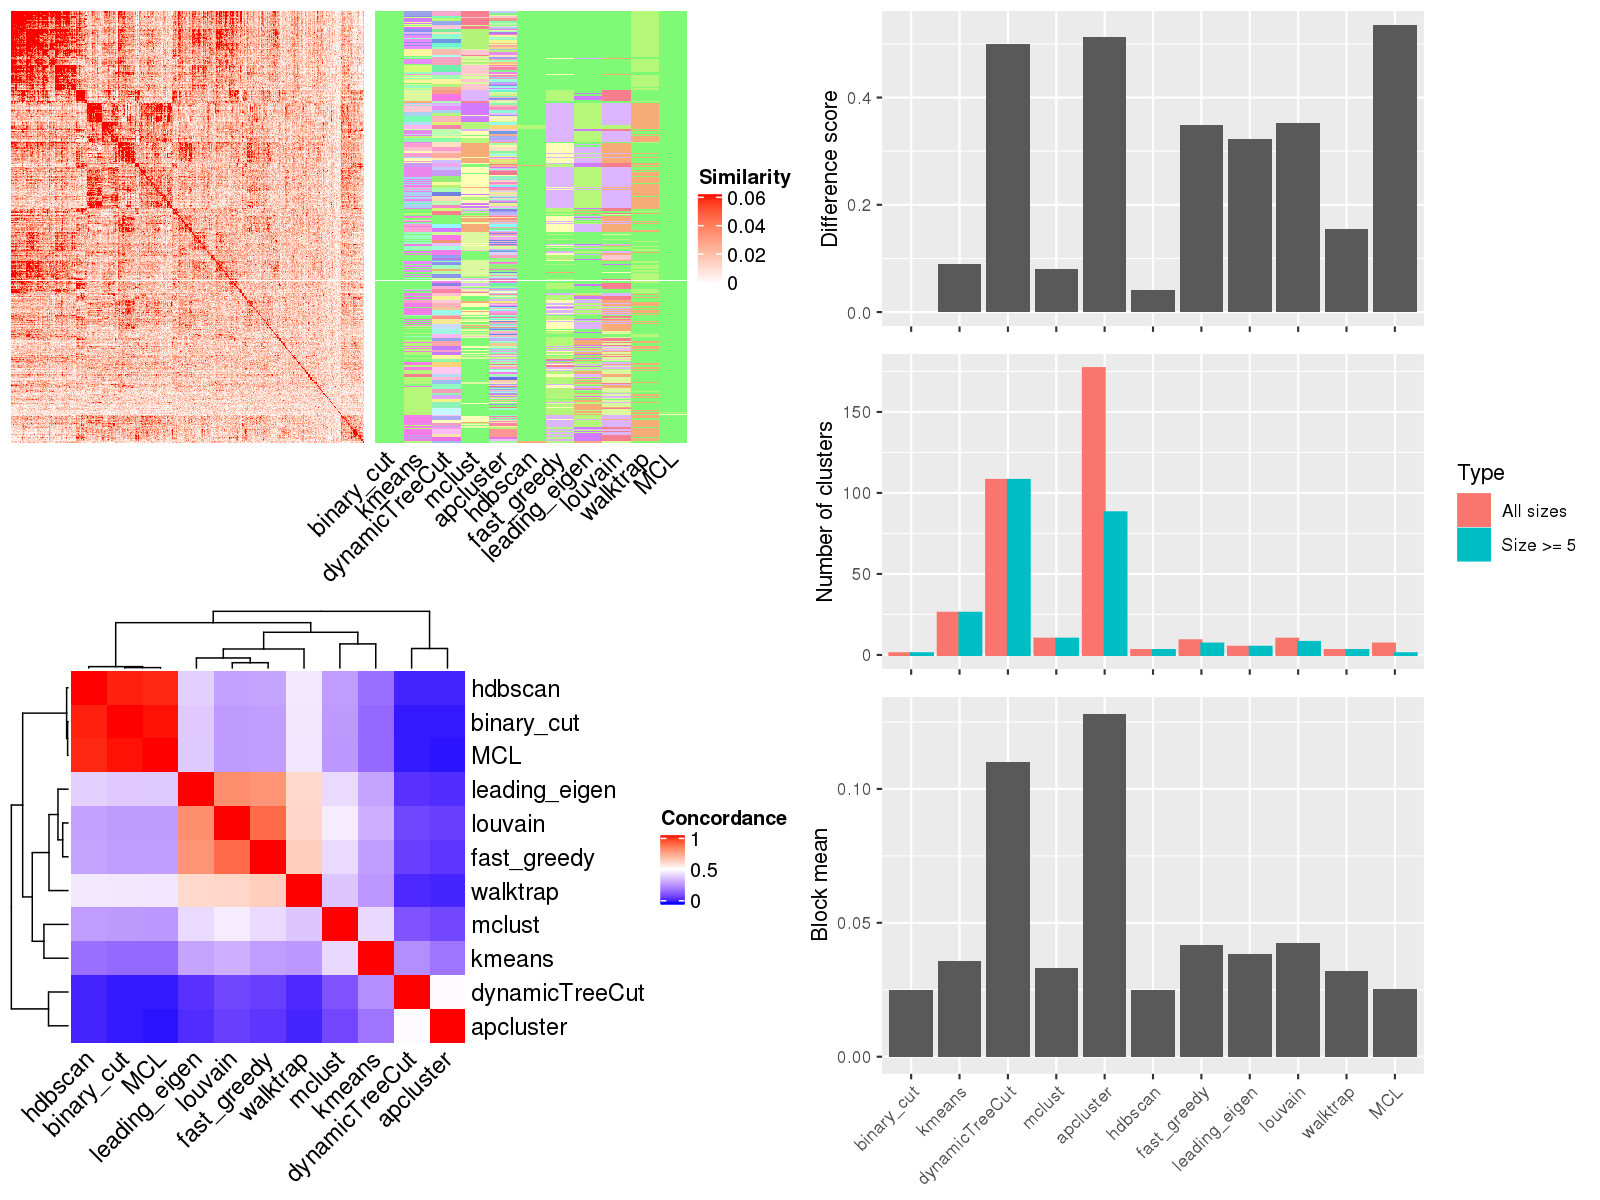 Similarity
0.06
0.04
0.02
0
binary_cut
kmeans
dynamicTreeCut
mclust
apcluster
hdbscan
fast_greedy
leading_eigen
louvain
walktrap
MCL
hdbscan
binary_cut
MCL
leading_eigen
louvain
fast_greedy
walktrap
mclust
kmeans
dynamicTreeCut
apcluster
Concordance
1
0.5
0
hdbscan
binary_cut
MCL
leading_eigen
louvain
fast_greedy
walktrap
mclust
kmeans
dynamicTreeCut
apcluster
Difference score
0.4
0.2
0.0
Number of clusters
150
100
50
0
Type
All sizes
Size >= 5
Block mean
0.10
0.05
0.00
binary_cut
kmeans
dynamicTreeCut
mclust
apcluster
hdbscan
fast_greedy
leading_eigen
louvain
walktrap
MCL